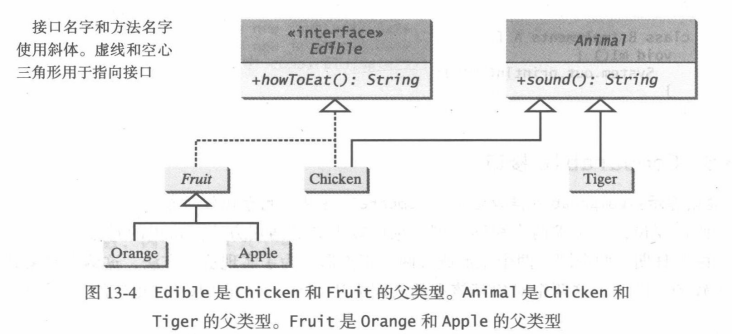 接口名字和方法名字
使用斜体。虚线和空心
三角形用于指向接口
«interface»
Edible
+howToEat(): String
Animal
+sound(): String
Fruit
Chicken
Tiger
Orange
Apple
图 13-4 Edible 是 Chicken 和 Fruit 的父类型。Animal 是 Chicken 和
Tiger 的父类型。Fruit 是 Orange 和 Apple 的父类型